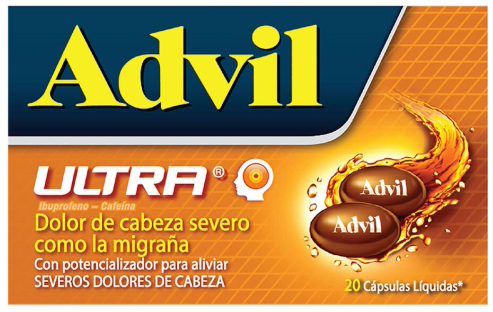 Advil
ULTRA®
Ibuprofeno – Cafeína
Dolor de cabeza severo
como la migraña
Con potencializador para aliviar
SEVEROS DOLORES DE CABEZA
Advil
Advil
20 Cápsulas Líquidas*